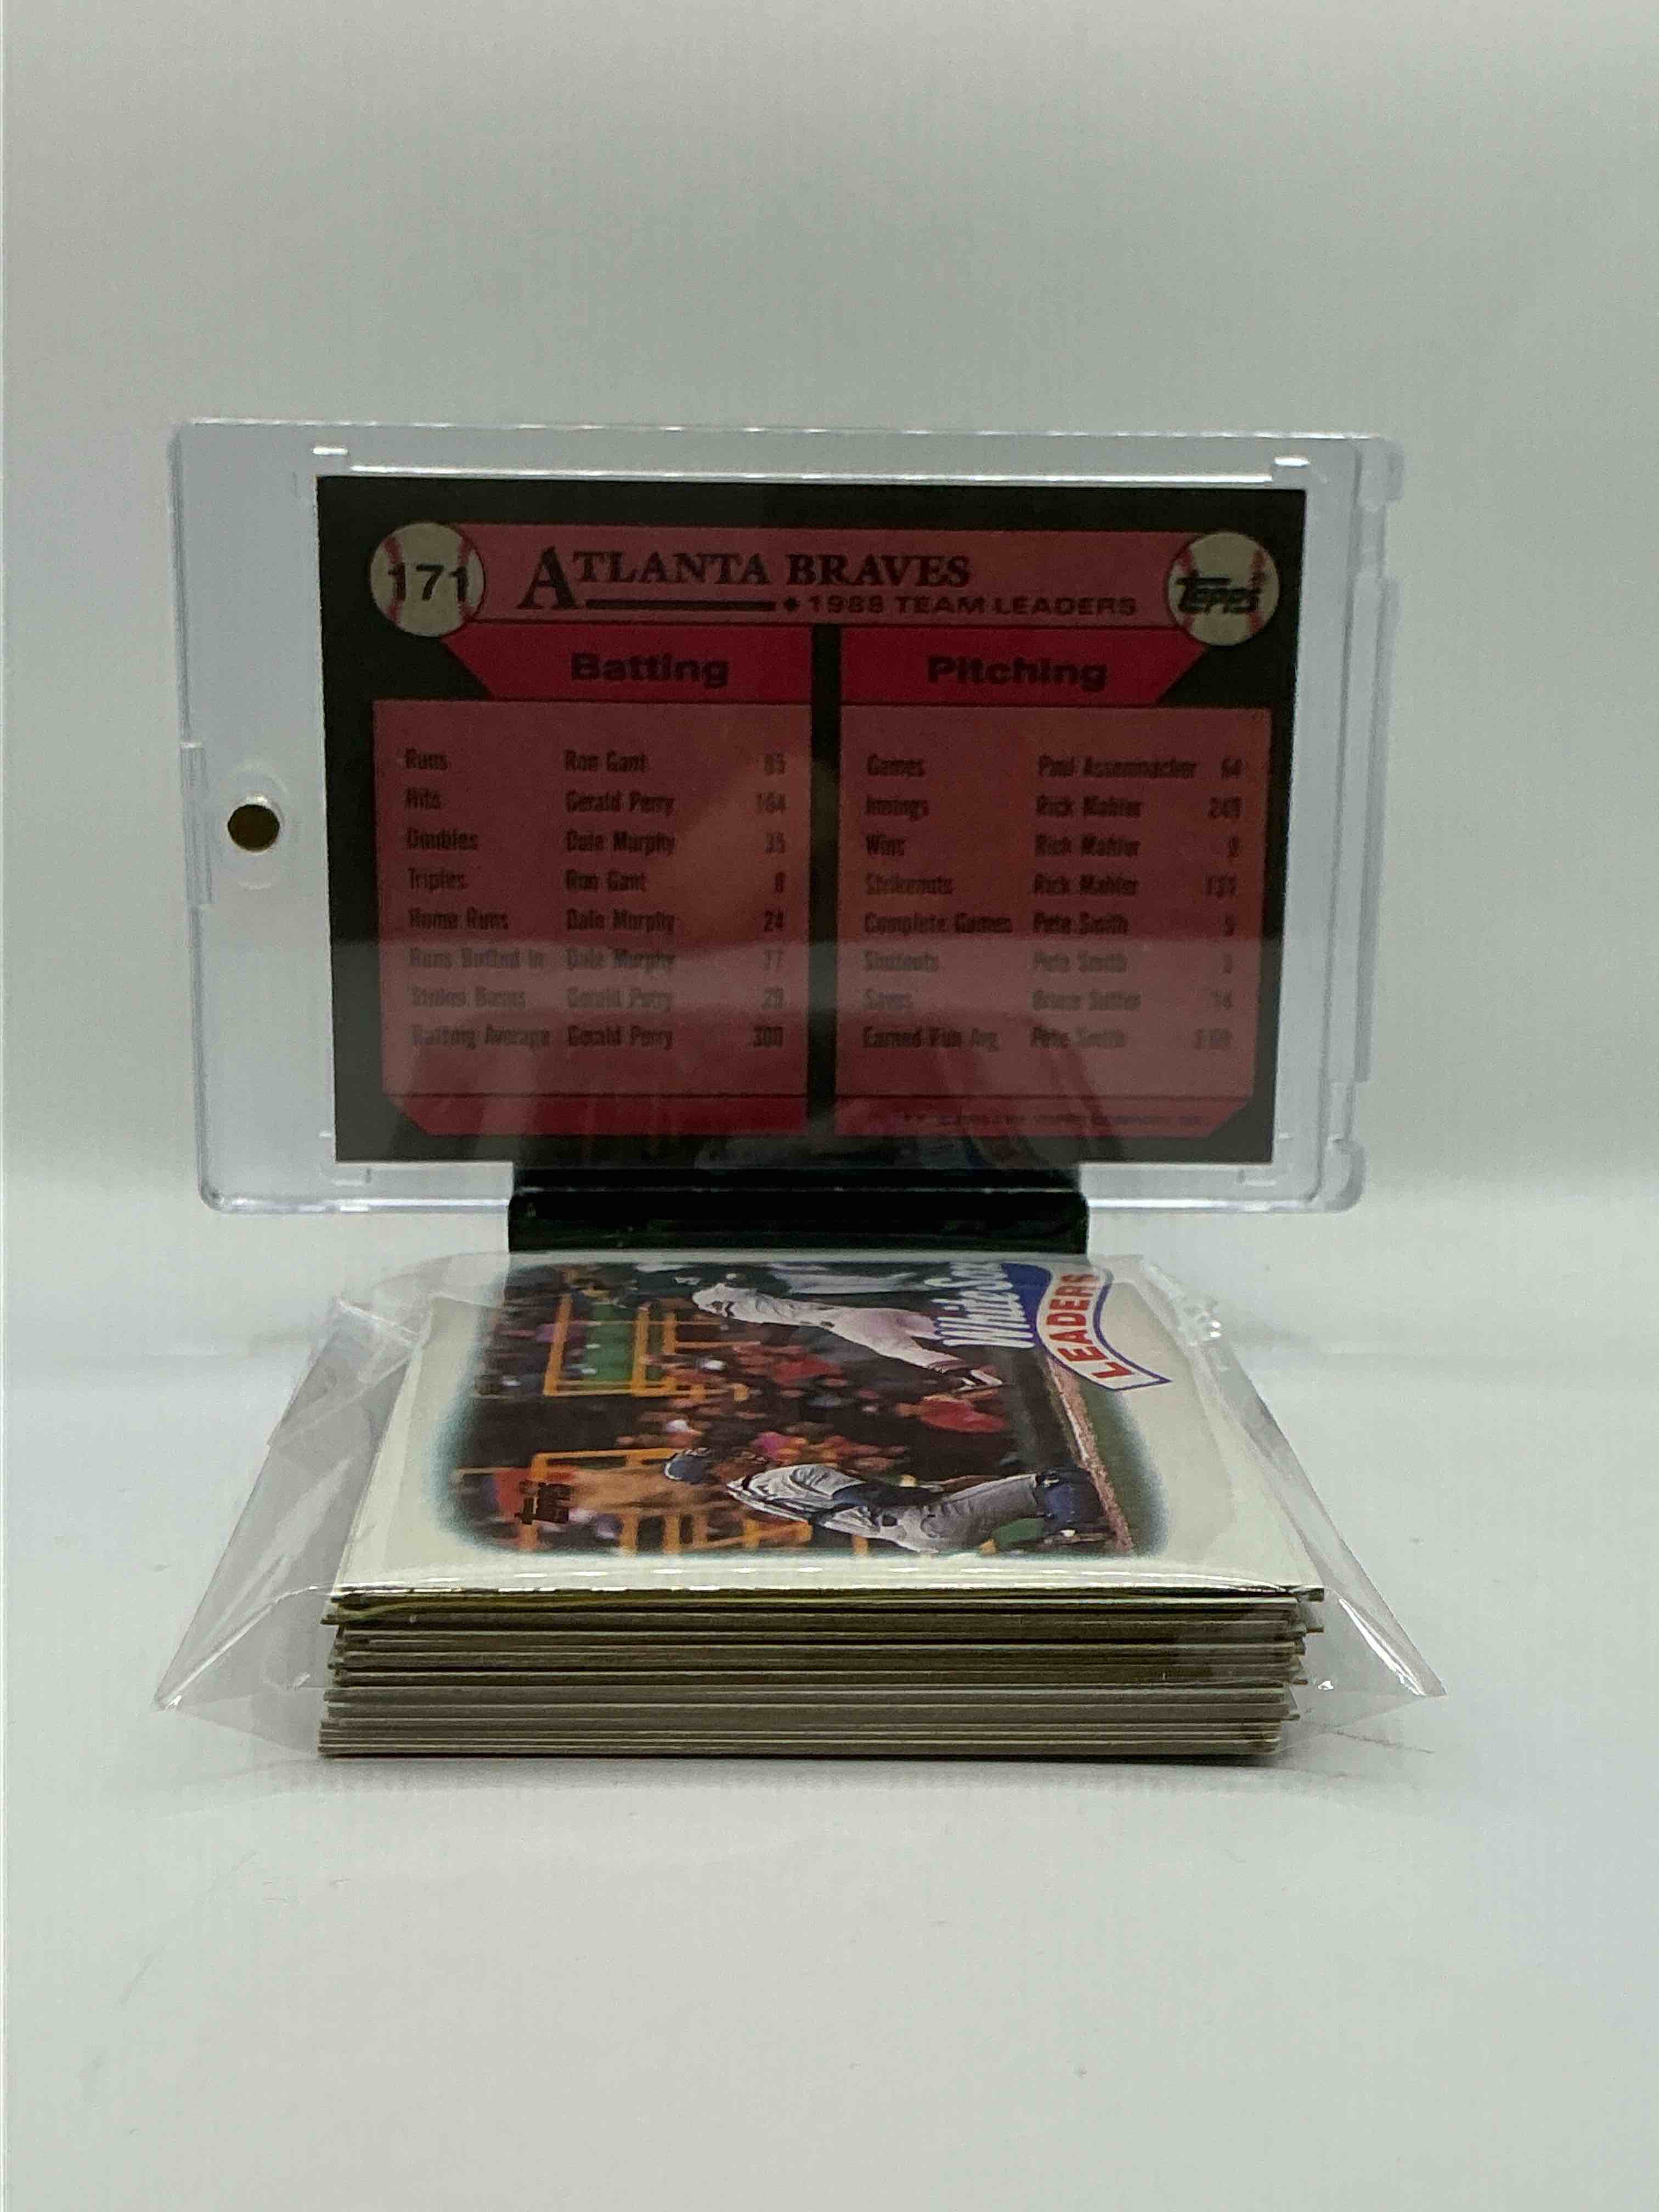 171 ATLANTA BRAVES Topps
1988 TEAM LEADERS
Batting Pitching
Runs Ron Gant 85 Games Paul Assenmacher 64
Hits Gerald Perry 164 Innings Rick Mahler 249
Doubles Dale Murphy 35 Wins Rick Mahler 9
Triples Ron Gant 8 Strikeouts Rick Mahler 131
Home Runs Dale Murphy 24 Complete Games Pete Smith 5
Runs Batted In Dale Murphy 77 Shutouts Pete Smith 3
Stolen Bases Gerald Perry 29 Saves Bruce Sutter 14
Batting Average Gerald Perry .300 Earned Run Avg Pete Smith
White Sox
LEADERS
Topps